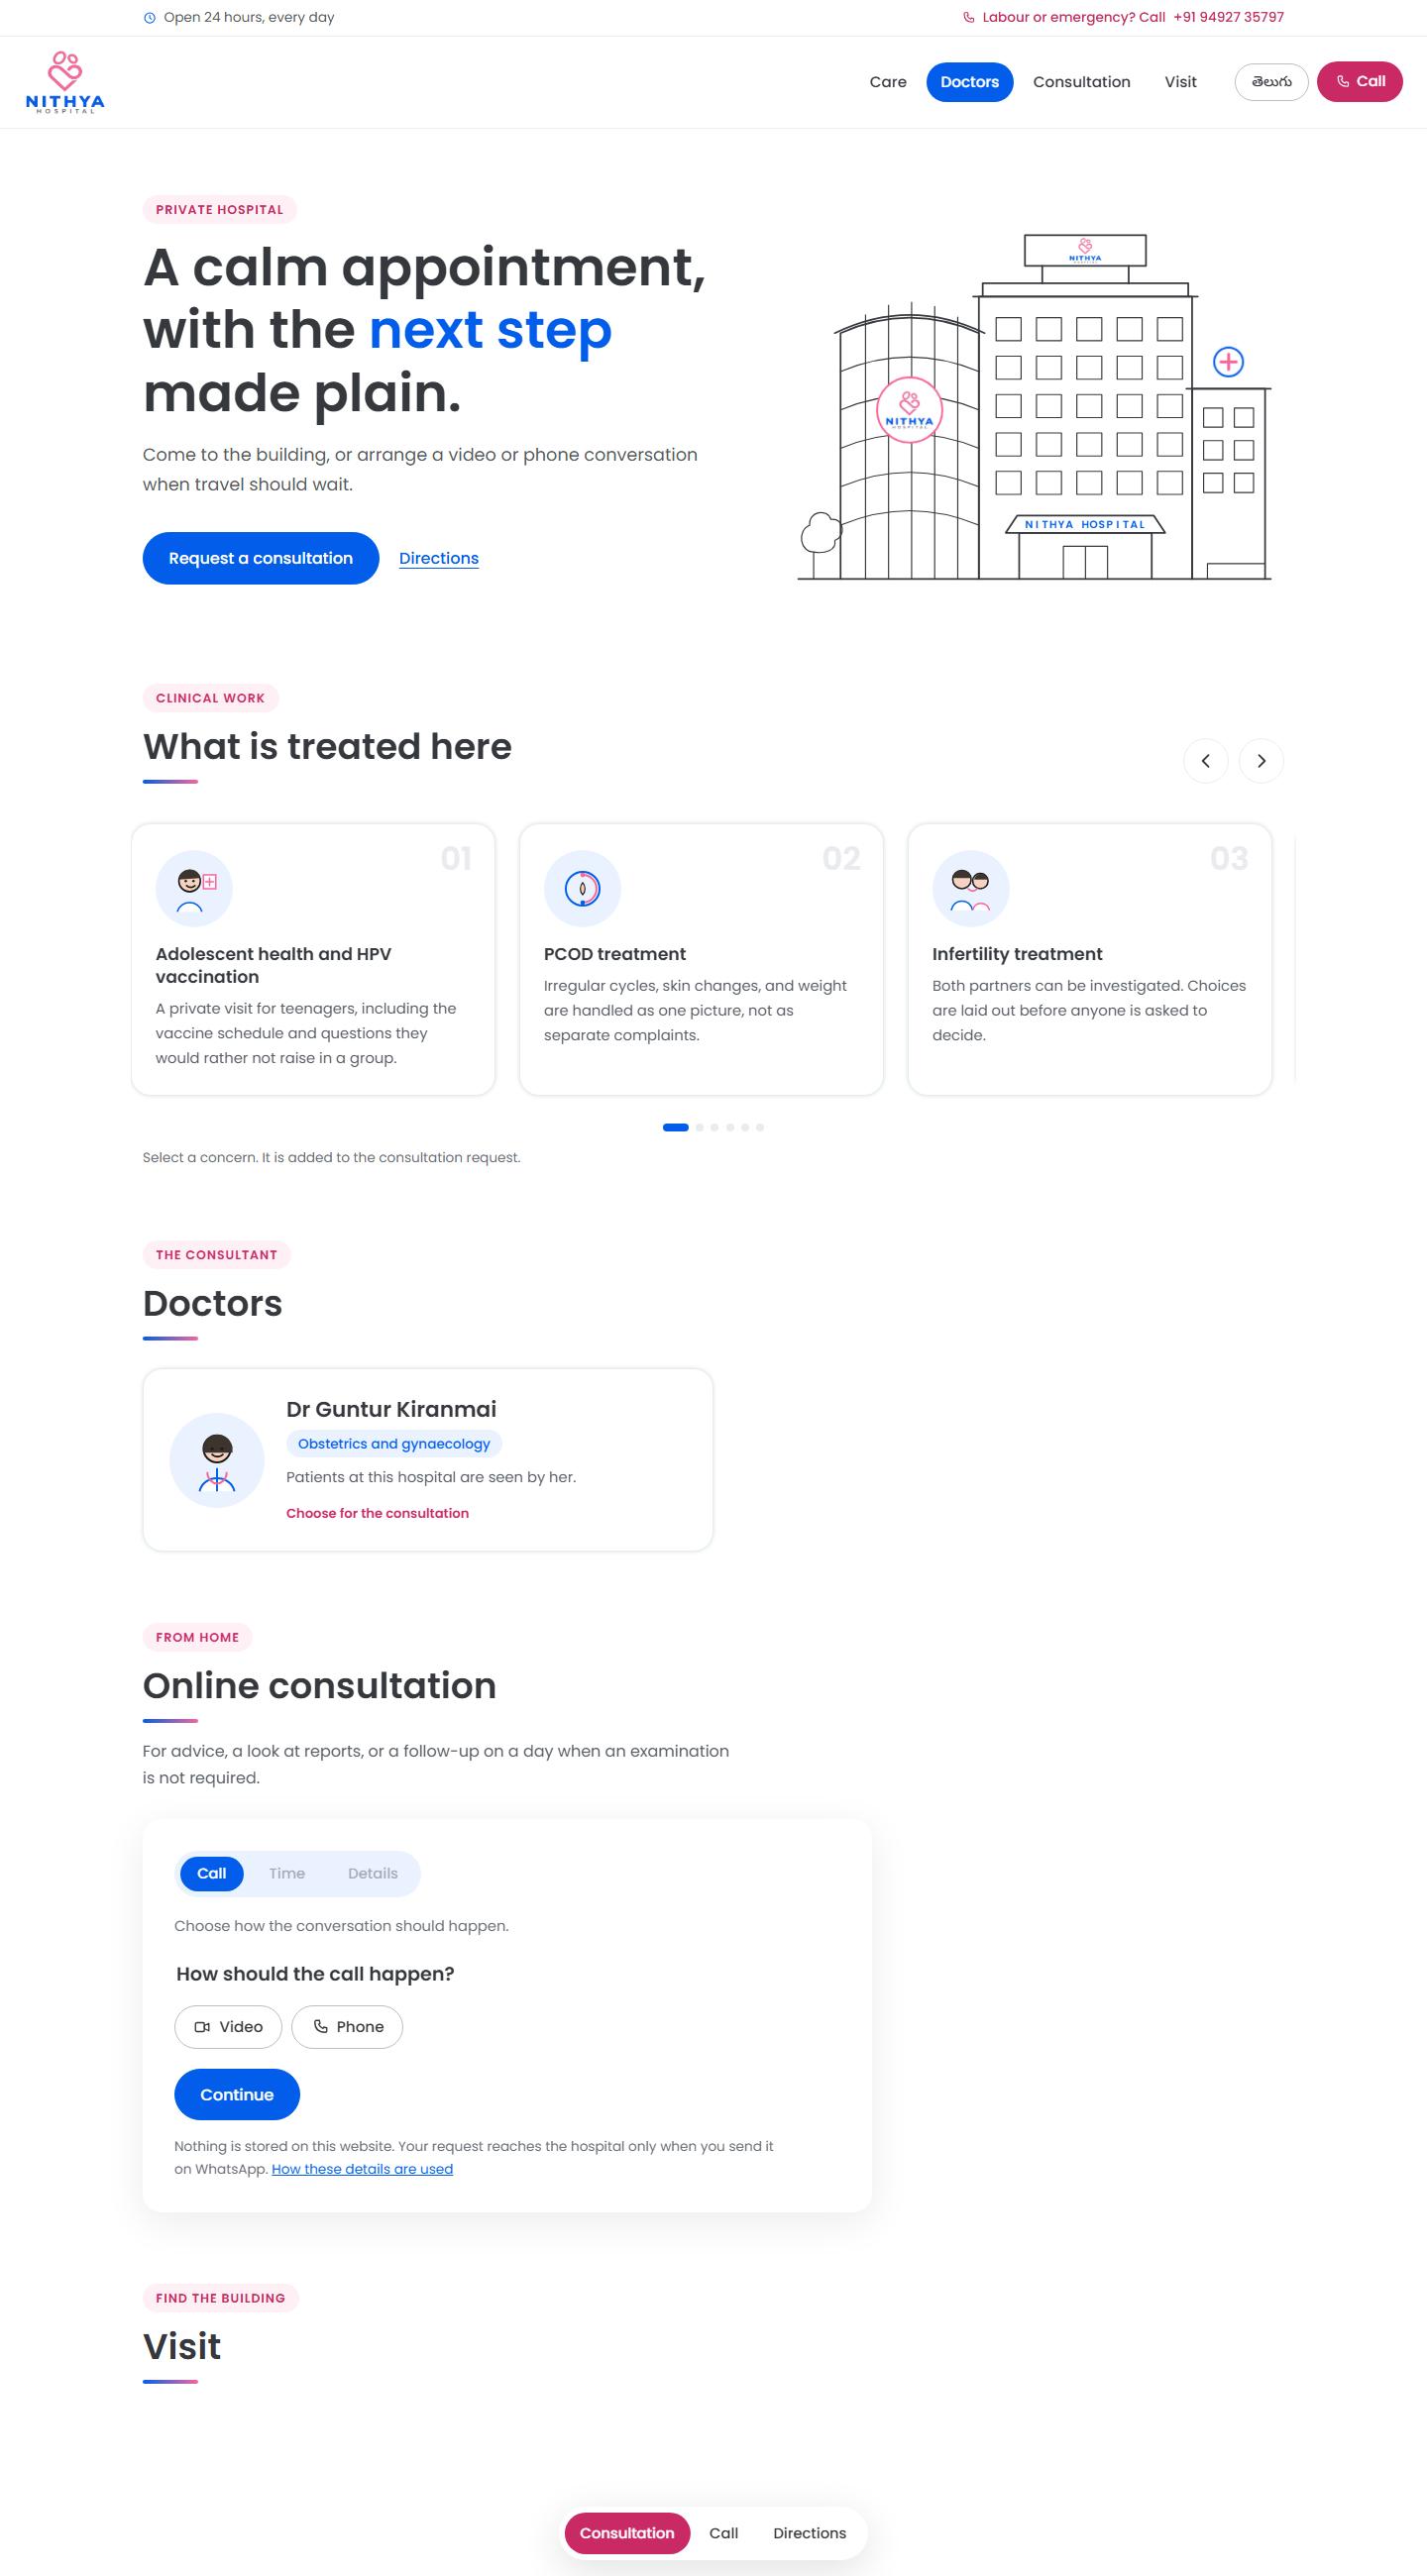 Open 24 hours, every day
Labour or emergency? Call +91 94927 35797
NITHYA
HOSPITAL
Care
Doctors
Consultation
Visit
తెలుగు
Call
PRIVATE HOSPITAL
A calm appointment,
with the next step
made plain.
Come to the building, or arrange a video or phone conversation
when travel should wait.
Request a consultation
Directions
NITHYA
HOSPITAL
NITHYA
HOSPITAL
NITHYA HOSPITAL
CLINICAL WORK
What is treated here
01
Adolescent health and HPV
vaccination
A private visit for teenagers, including the
vaccine schedule and questions they
would rather not raise in a group.
02
PCOD treatment
Irregular cycles, skin changes, and weight
are handled as one picture, not as
separate complaints.
03
Infertility treatment
Both partners can be investigated. Choices
are laid out before anyone is asked to
decide.
Select a concern. It is added to the consultation request.
THE CONSULTANT
Doctors
Dr Guntur Kiranmai
Obstetrics and gynaecology
Patients at this hospital are seen by her.
Choose for the consultation
FROM HOME
Online consultation
For advice, a look at reports, or a follow-up on a day when an examination
is not required.
Call
Time
Details
Choose how the conversation should happen.
How should the call happen?
Video
Phone
Continue
Nothing is stored on this website. Your request reaches the hospital only when you send it
on WhatsApp. How these details are used
FIND THE BUILDING
Visit
Consultation
Call
Directions